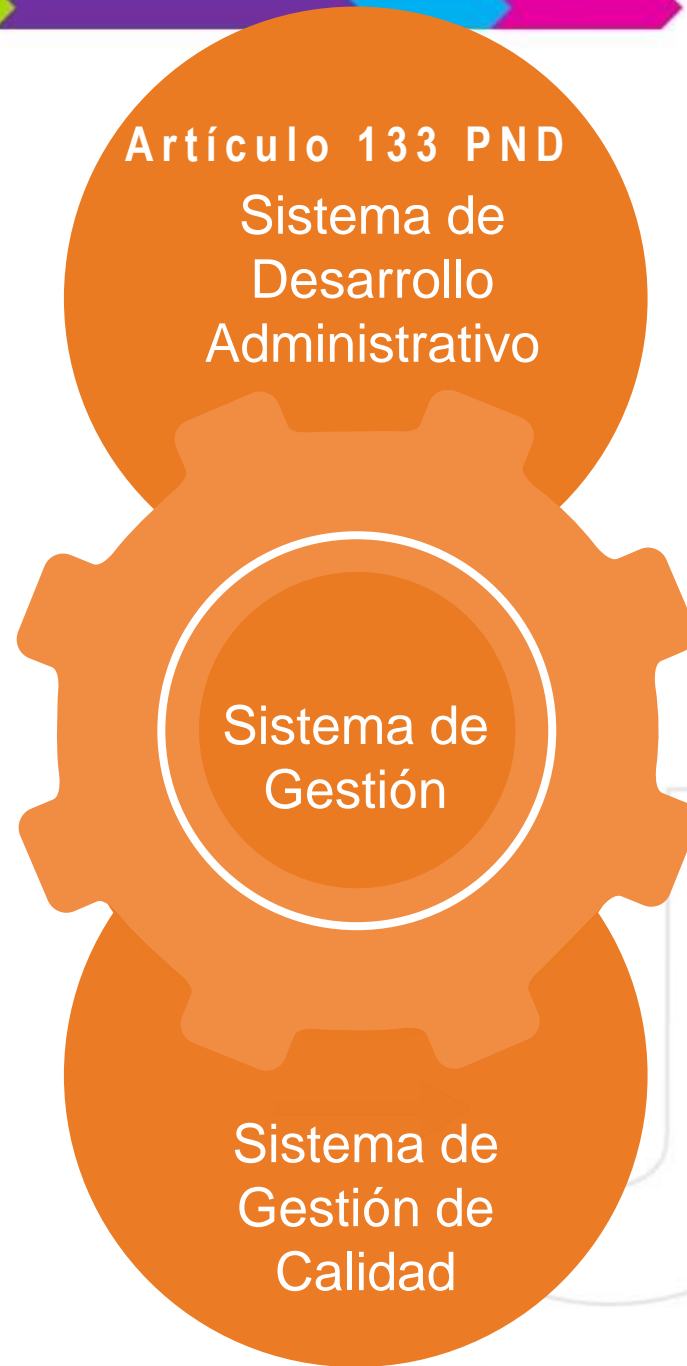 Artículo 133 PND
Sistema de
Desarrollo
Administrativo
Sistema de
Gestión
Sistema de
Gestión de
Calidad